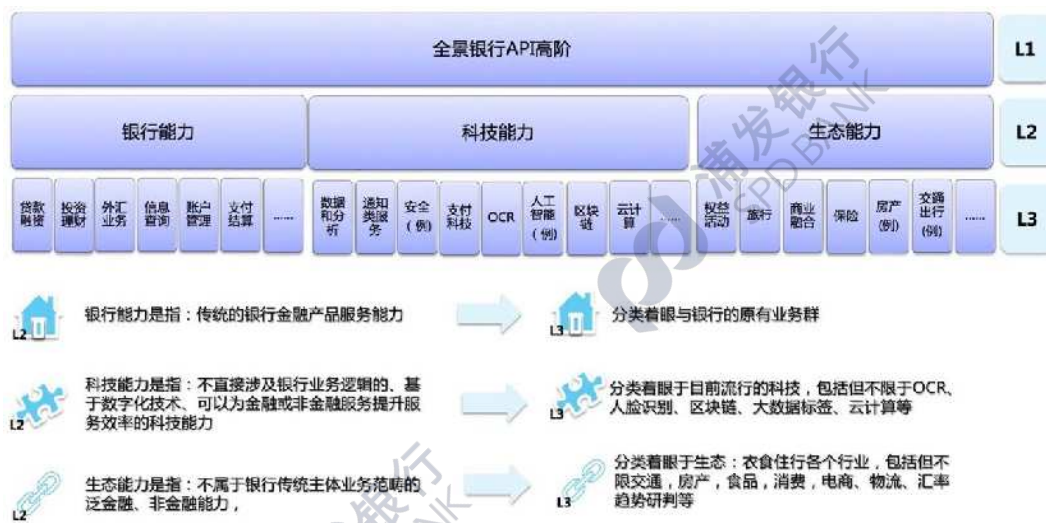 全景银行API高阶
L1
银行能力
科技能力
生态能力
L2
贷款
融资
投资
理财
外汇
业务
信息
查询
账户
管理
支付
结算
……
数据
和分
析
通知
类服
务
安全
（例）
支付
科技
OCR
人工
智能
（例）
区块
链
云计
算
……
权益
活动
旅行
商业
融合
保险
房产
(例)
交通
出行
(例)
……
L3
银行能力是指：传统的银行金融产品服务能力
L2
分类着眼与银行的原有业务群
L3
科技能力是指：不直接涉及银行业务逻辑的、基
于数字化技术、可以为金融或非金融服务提升服
务效率的科技能力
L2
分类着眼于目前流行的科技，包括但不限于OCR、
人脸识别、区块链、大数据标签、云计算等
L3
生态能力是指：不属于银行传统主体业务范畴的
泛金融、非金融能力，
L2
分类着眼于生态：衣食住行各个行业，包括但不
限交通，房产，食品，消费，电商、物流、汇率
趋势研判等
L3
浦发银行
SPD BANK
发银行
BANK